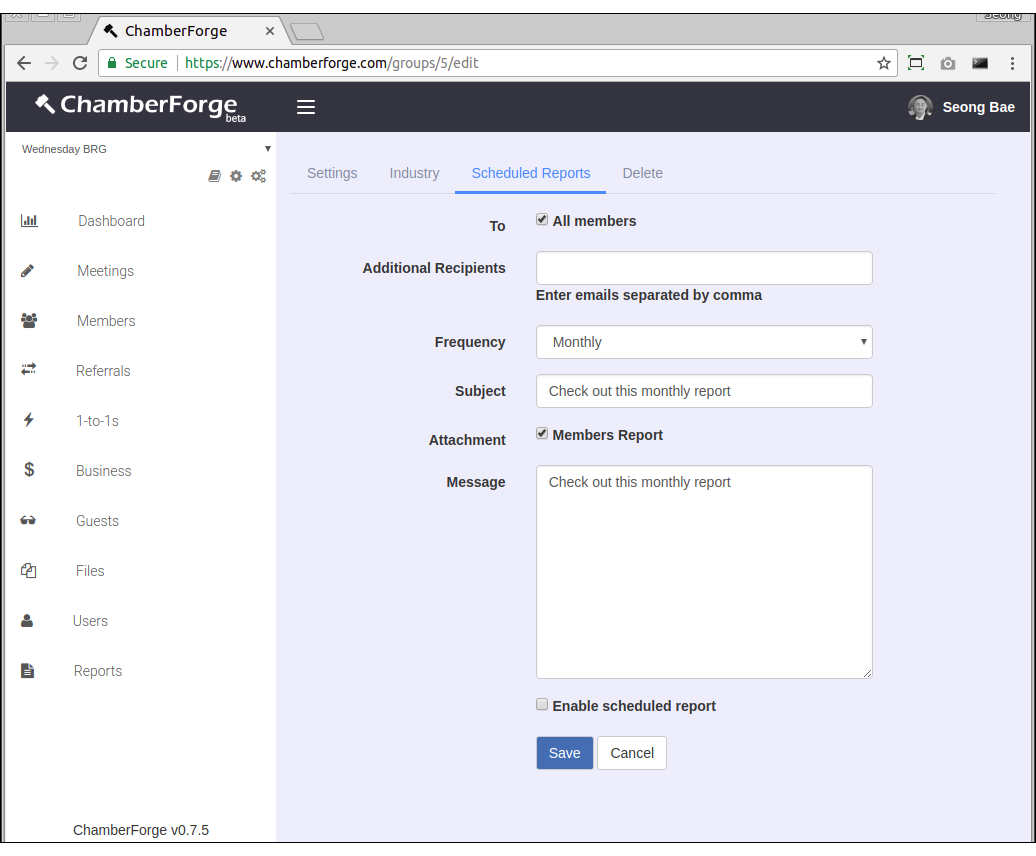 Seong
ChamberForge
Secure https://www.chamberforge.com/groups/5/edit
ChamberForge beta
Seong Bae
Wednesday BRG
Settings Industry Scheduled Reports Delete
Dashboard
Meetings
Members
Referrals
1-to-1s
Business
Guests
Files
Users
Reports
ChamberForge v0.7.5
To All members
Additional Recipients
Enter emails separated by comma
Frequency Monthly
Subject Check out this monthly report
Attachment Members Report
Message Check out this monthly report
Enable scheduled report
Save Cancel